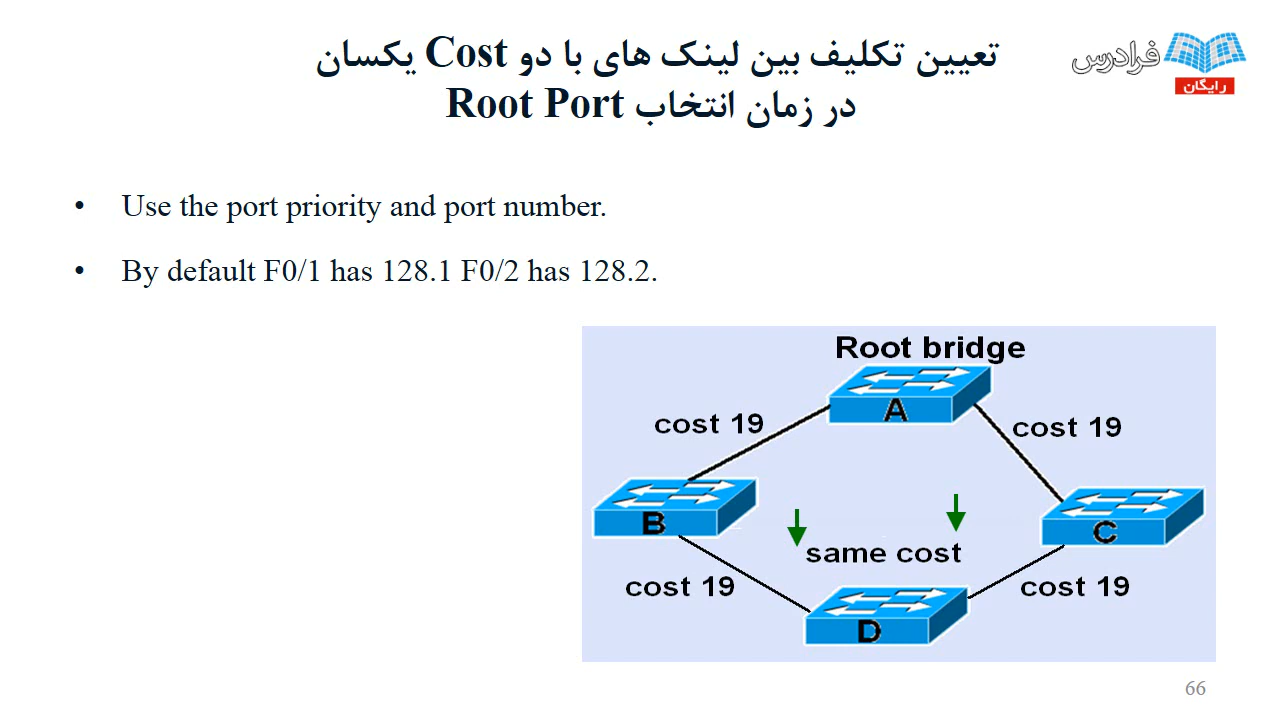 تعیین تکلیف بین لینک های با دو Cost یکسان
در زمان انتخاب Root Port
فرادرس
رایگان
• Use the port priority and port number.
• By default F0/1 has 128.1 F0/2 has 128.2.
Root bridge
A
cost 19
cost 19
B
C
same cost
cost 19
cost 19
D
66